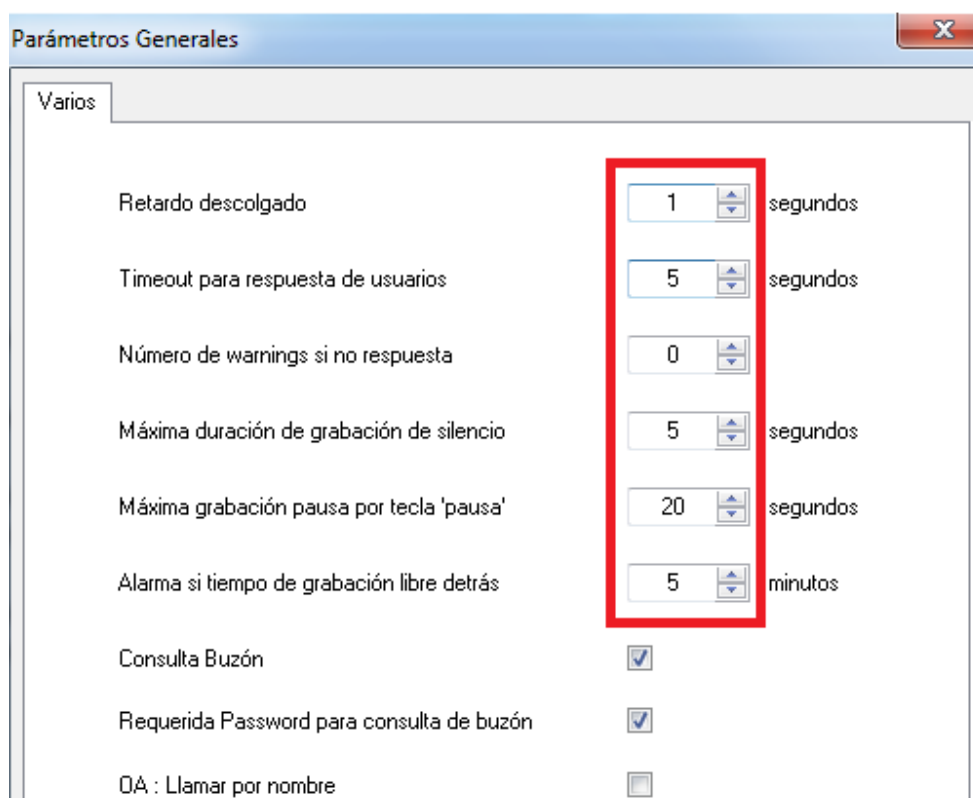 Parámetros Generales
Varios
Retardo descolgado 1 segundos
Timeout para respuesta de usuarios 5 segundos
Número de warnings si no respuesta 0
Máxima duración de grabación de silencio 5 segundos
Máxima grabación pausa por tecla 'pausa' 20 segundos
Alarma si tiempo de grabación libre detrás 5 minutos
Consulta Buzón
Requerida Password para consulta de buzón
OA : Llamar por nombre